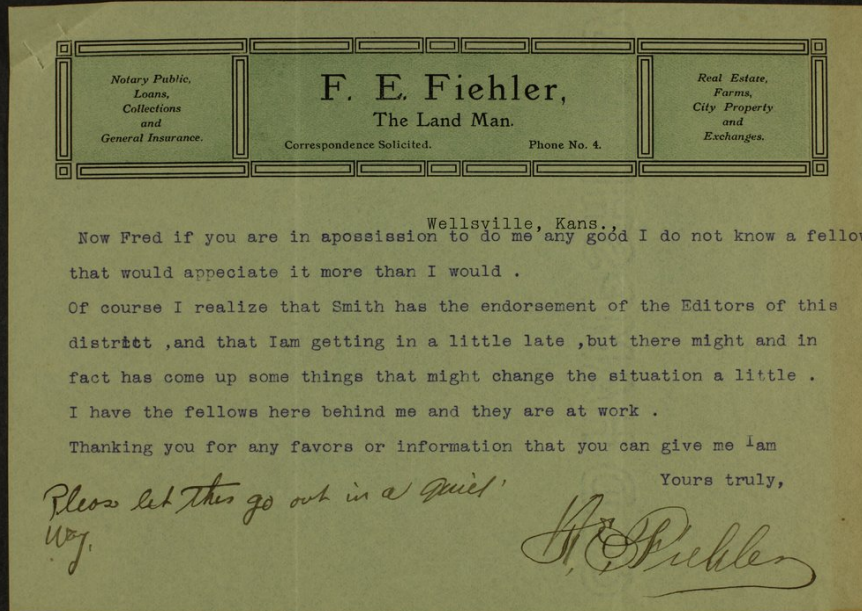 Notary Public,
Loans,
Collections
and
General Insurance.
F. E. Fiehler,
The Land Man.
Correspondence Solicited. Phone No. 4.
Real Estate,
Farms,
City Property
and
Exchanges.
Wellsville, Kans.,
Now Fred if you are in apossission to do me any good I do not know a fellow
that would appeciate it more than I would .
Of course I realize that Smith has the endorsement of the Editors of this
district ,and that Iam getting in a little late ,but there might and in
fact has come up some things that might change the situation a little .
I have the fellows here behind me and they are at work .
Thanking you for any favors or information that you can give me Iam
Yours truly,
Pleas let this go out in a quiet
way.
F. E. Fiehler